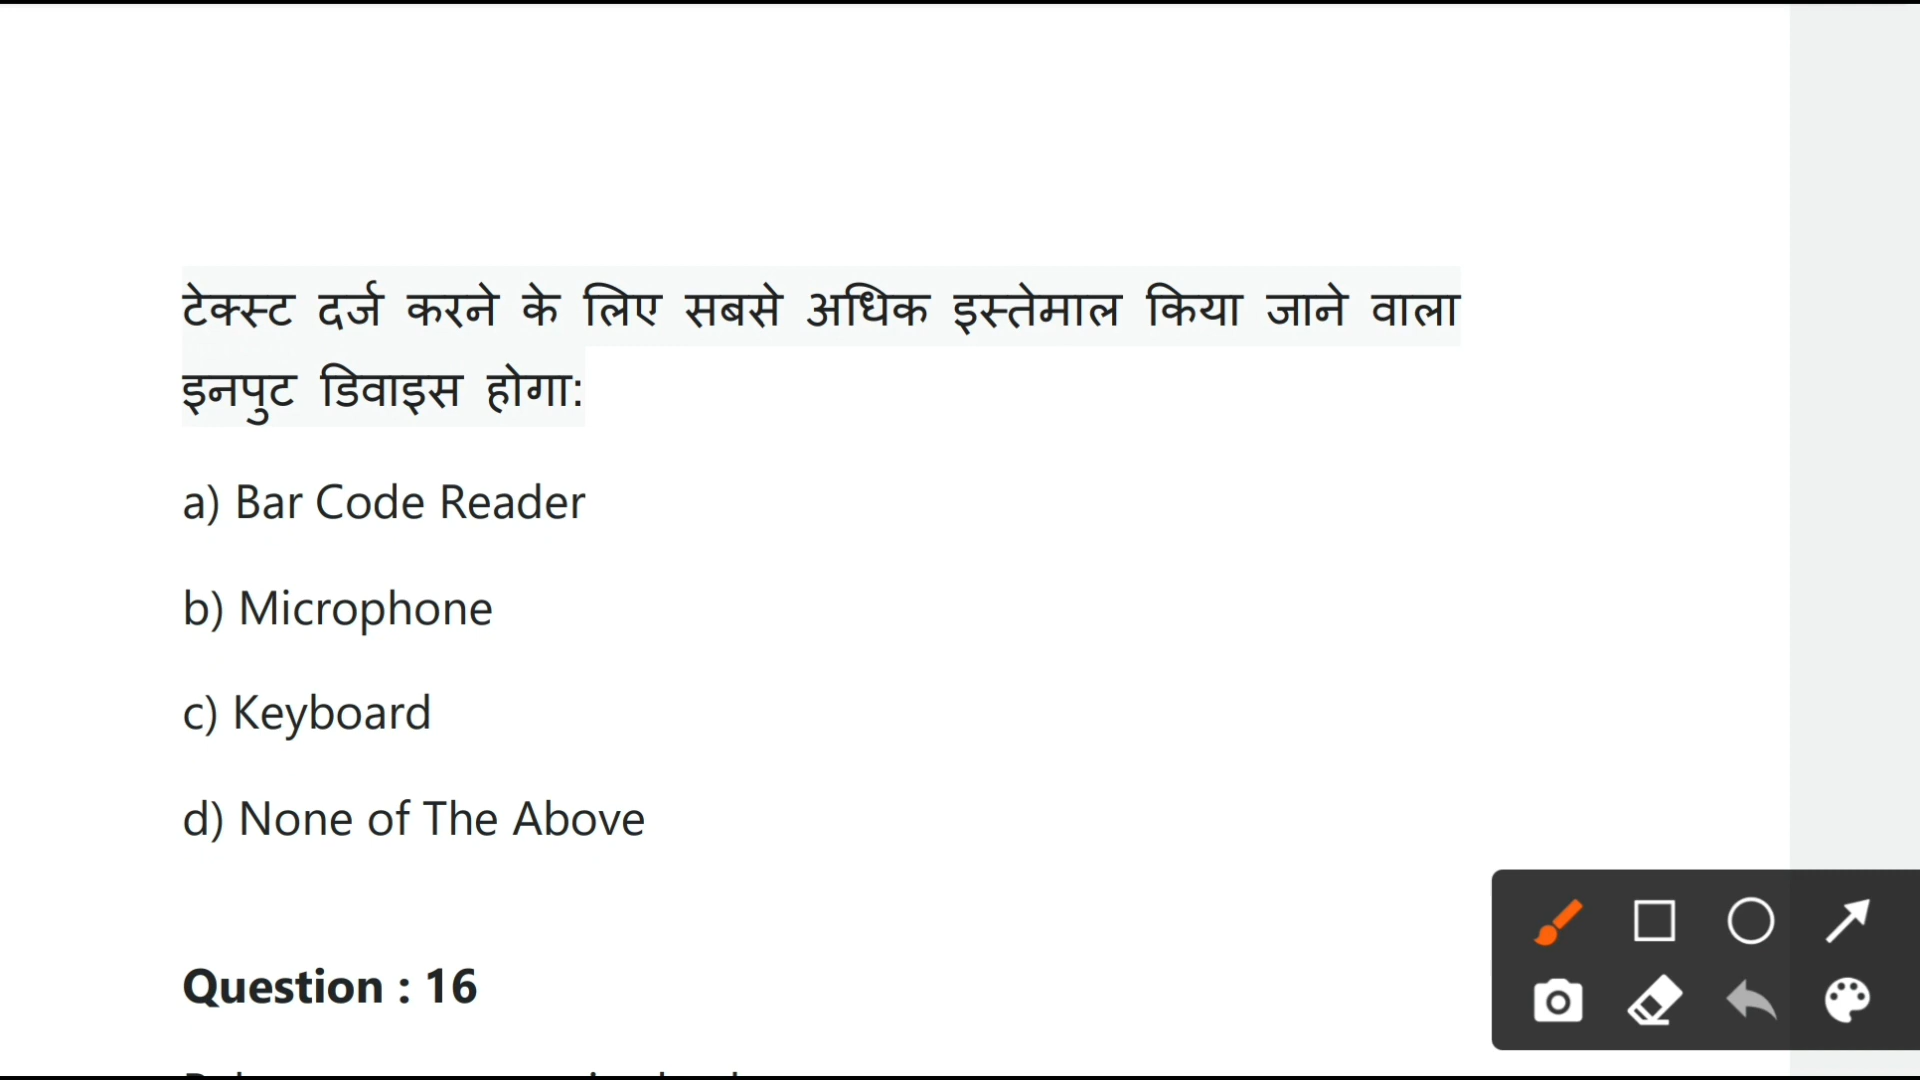 टेक्स्ट दर्ज करने के लिए सबसे अधिक इस्तेमाल किया जाने वाला
इनपुट डिवाइस होगा:
a) Bar Code Reader
b) Microphone
c) Keyboard
d) None of The Above
Question : 16